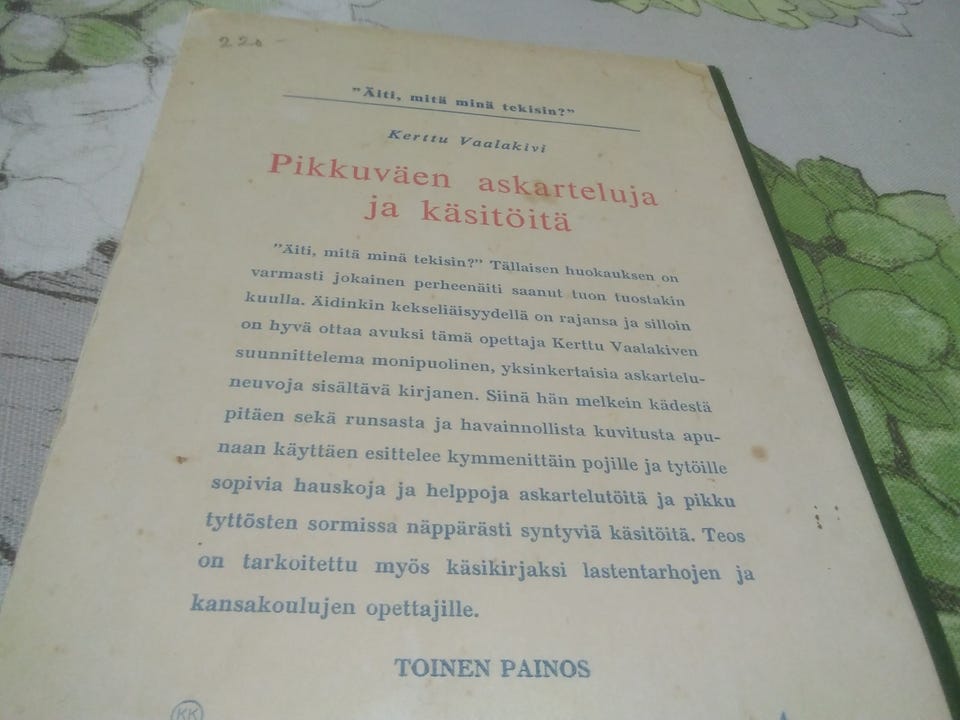 220 -
"Äiti, mitä minä tekisin?"
Kerttu Vaalakivi
Pikkuväen askarteluja
ja käsitöitä
"Äiti, mitä minä tekisin?" Tällaisen huokauksen on
varmasti jokainen perheenäiti saanut tuon tuostakin
kuulla. Äidinkin kekseliäisyydellä on rajansa ja silloin
on hyvä ottaa avuksi tämä opettaja Kerttu Vaalakiven
suunnittelema monipuolinen, yksinkertaisia askartelu-
neuvoja sisältävä kirjanen. Siinä hän melkein kädestä
pitäen sekä runsasta ja havainnollista kuvitusta apu-
naan käyttäen esittelee kymmenittäin pojille ja tytöille
sopivia hauskoja ja helppoja askartelutöitä ja pikku
tyttösten sormissa näppärästi syntyviä käsitöitä. Teos
on tarkoitettu myös käsikirjaksi lastentarhojen ja
kansakoulujen opettajille.
TOINEN PAINOS
KK